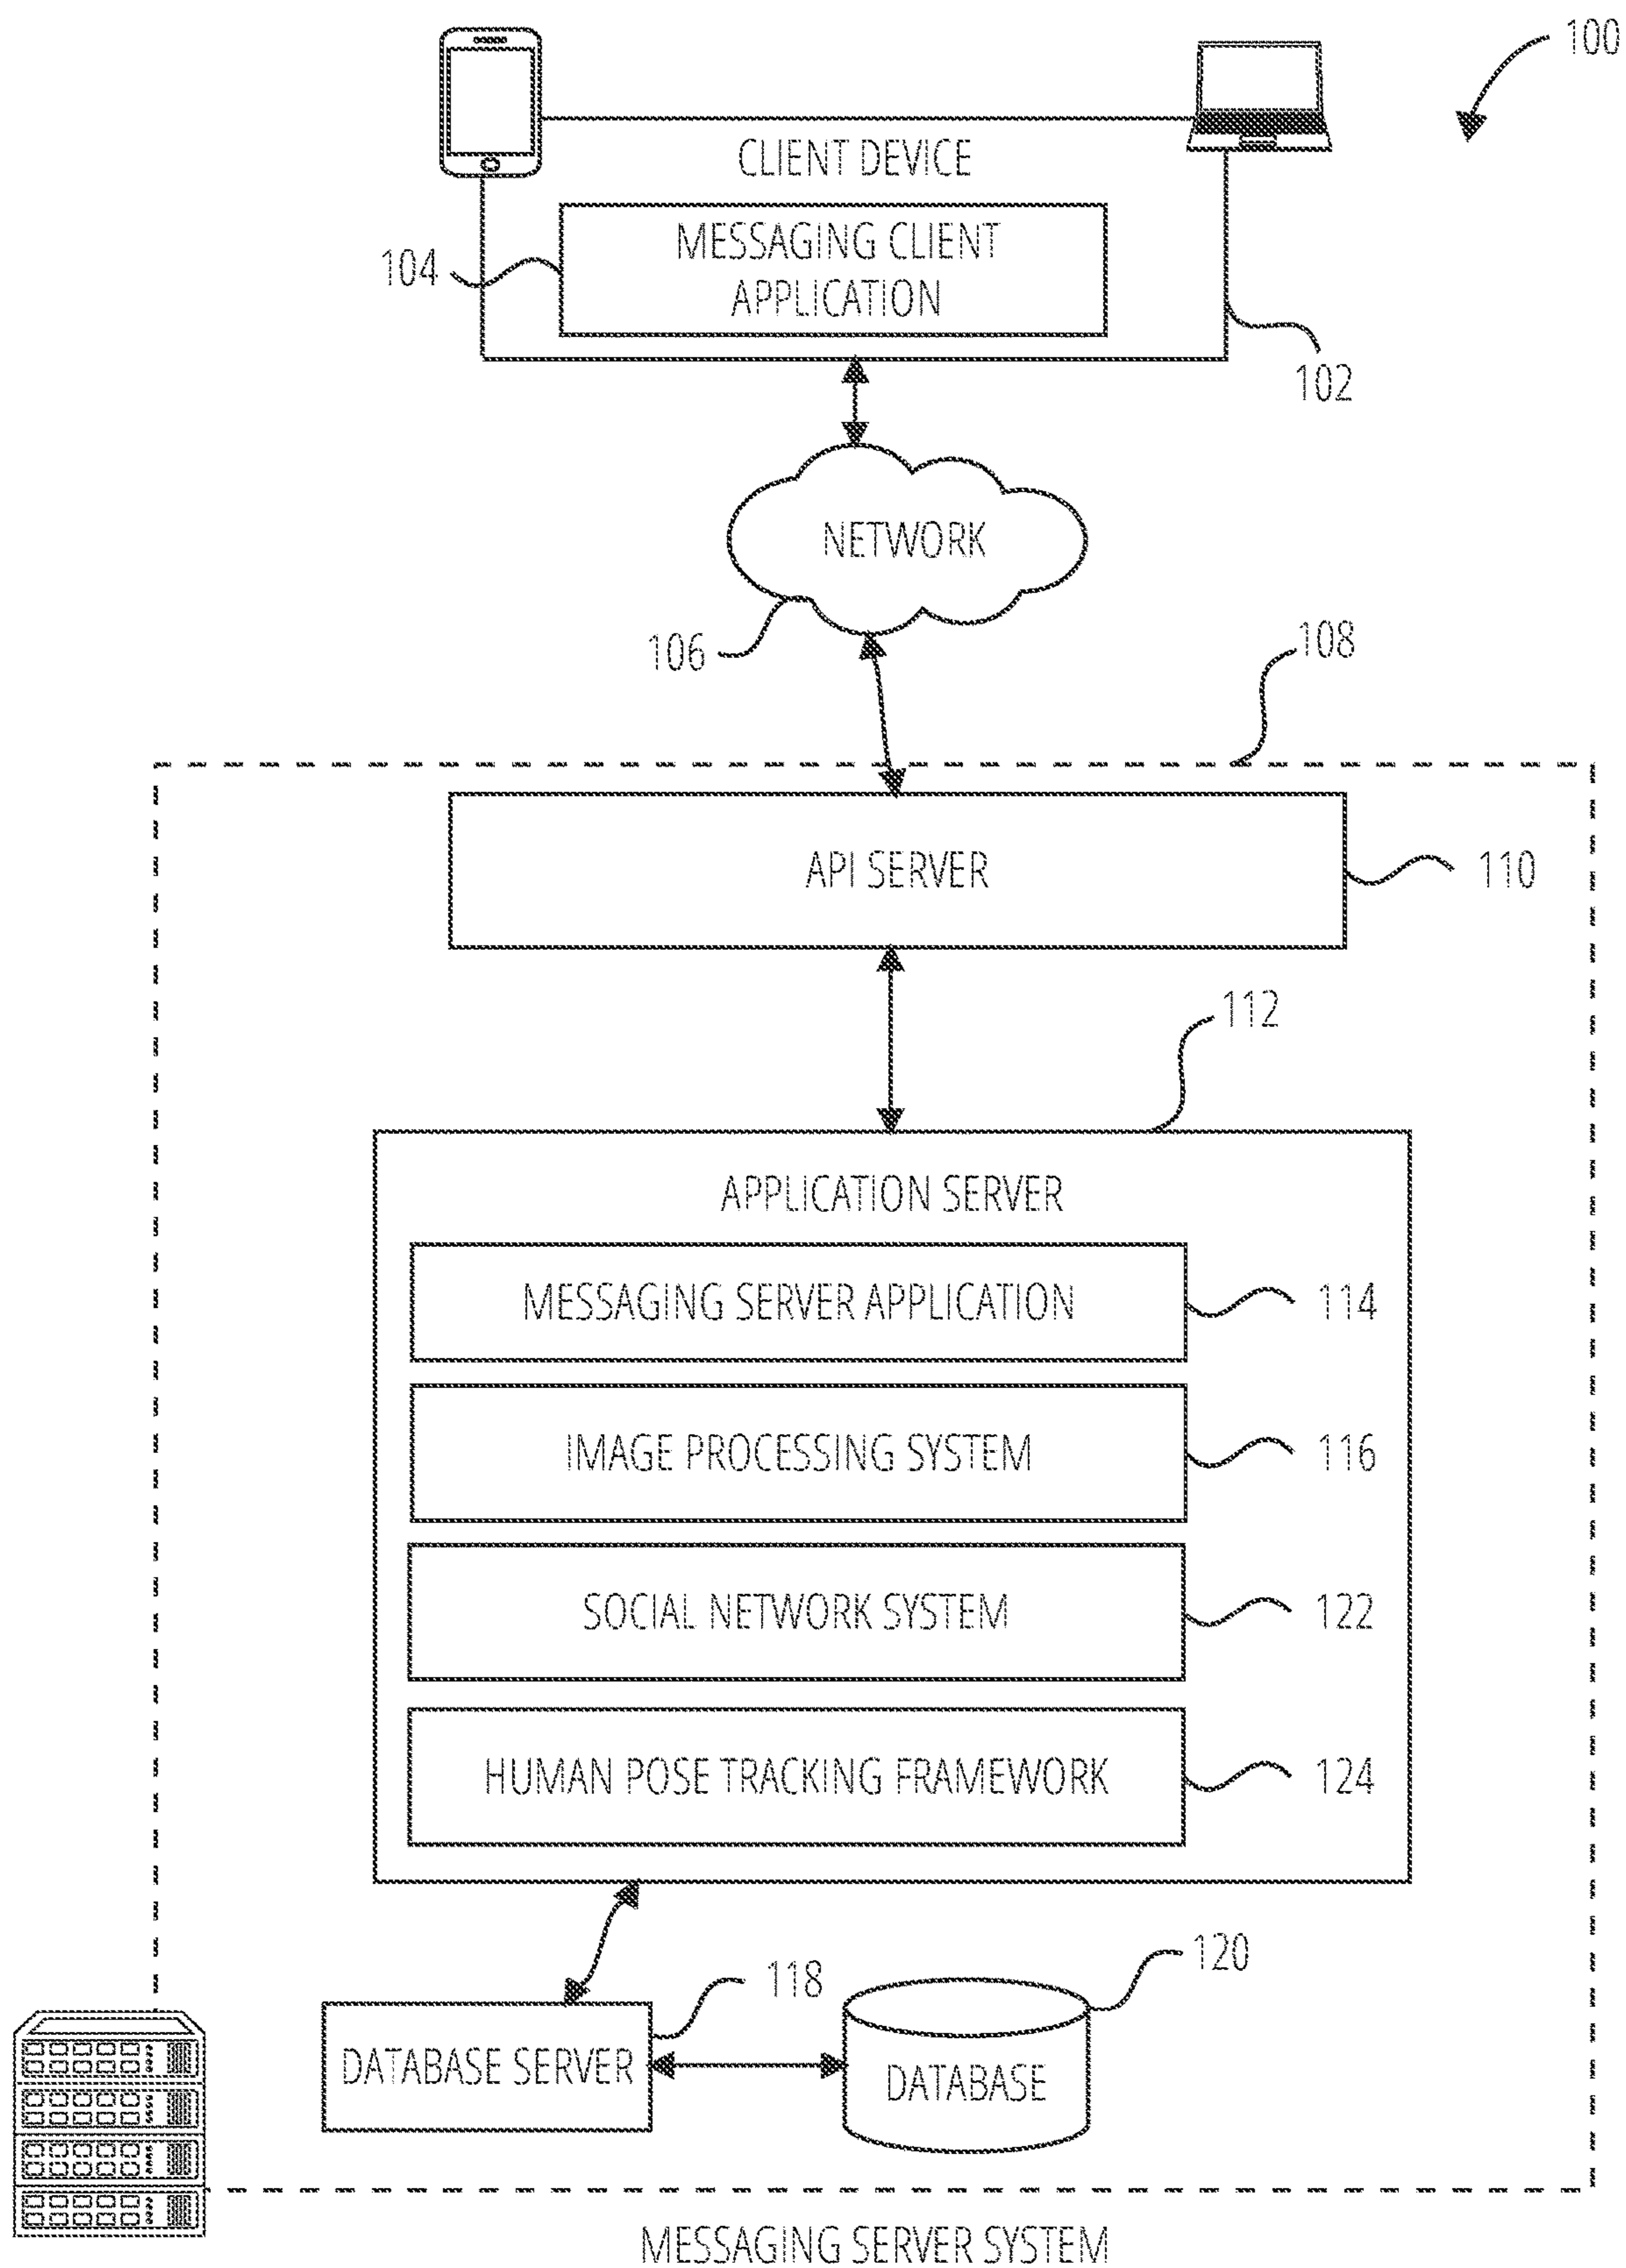 100
CLIENT DEVICE
MESSAGING CLIENT
APPLICATION
104
102
NETWORK
106
108
API SERVER
110
112
APPLICATION SERVER
MESSAGING SERVER APPLICATION
114
IMAGE PROCESSING SYSTEM
116
SOCIAL NETWORK SYSTEM
122
HUMAN POSE TRACKING FRAMEWORK
124
118
120
DATABASE SERVER
DATABASE
MESSAGING SERVER SYSTEM